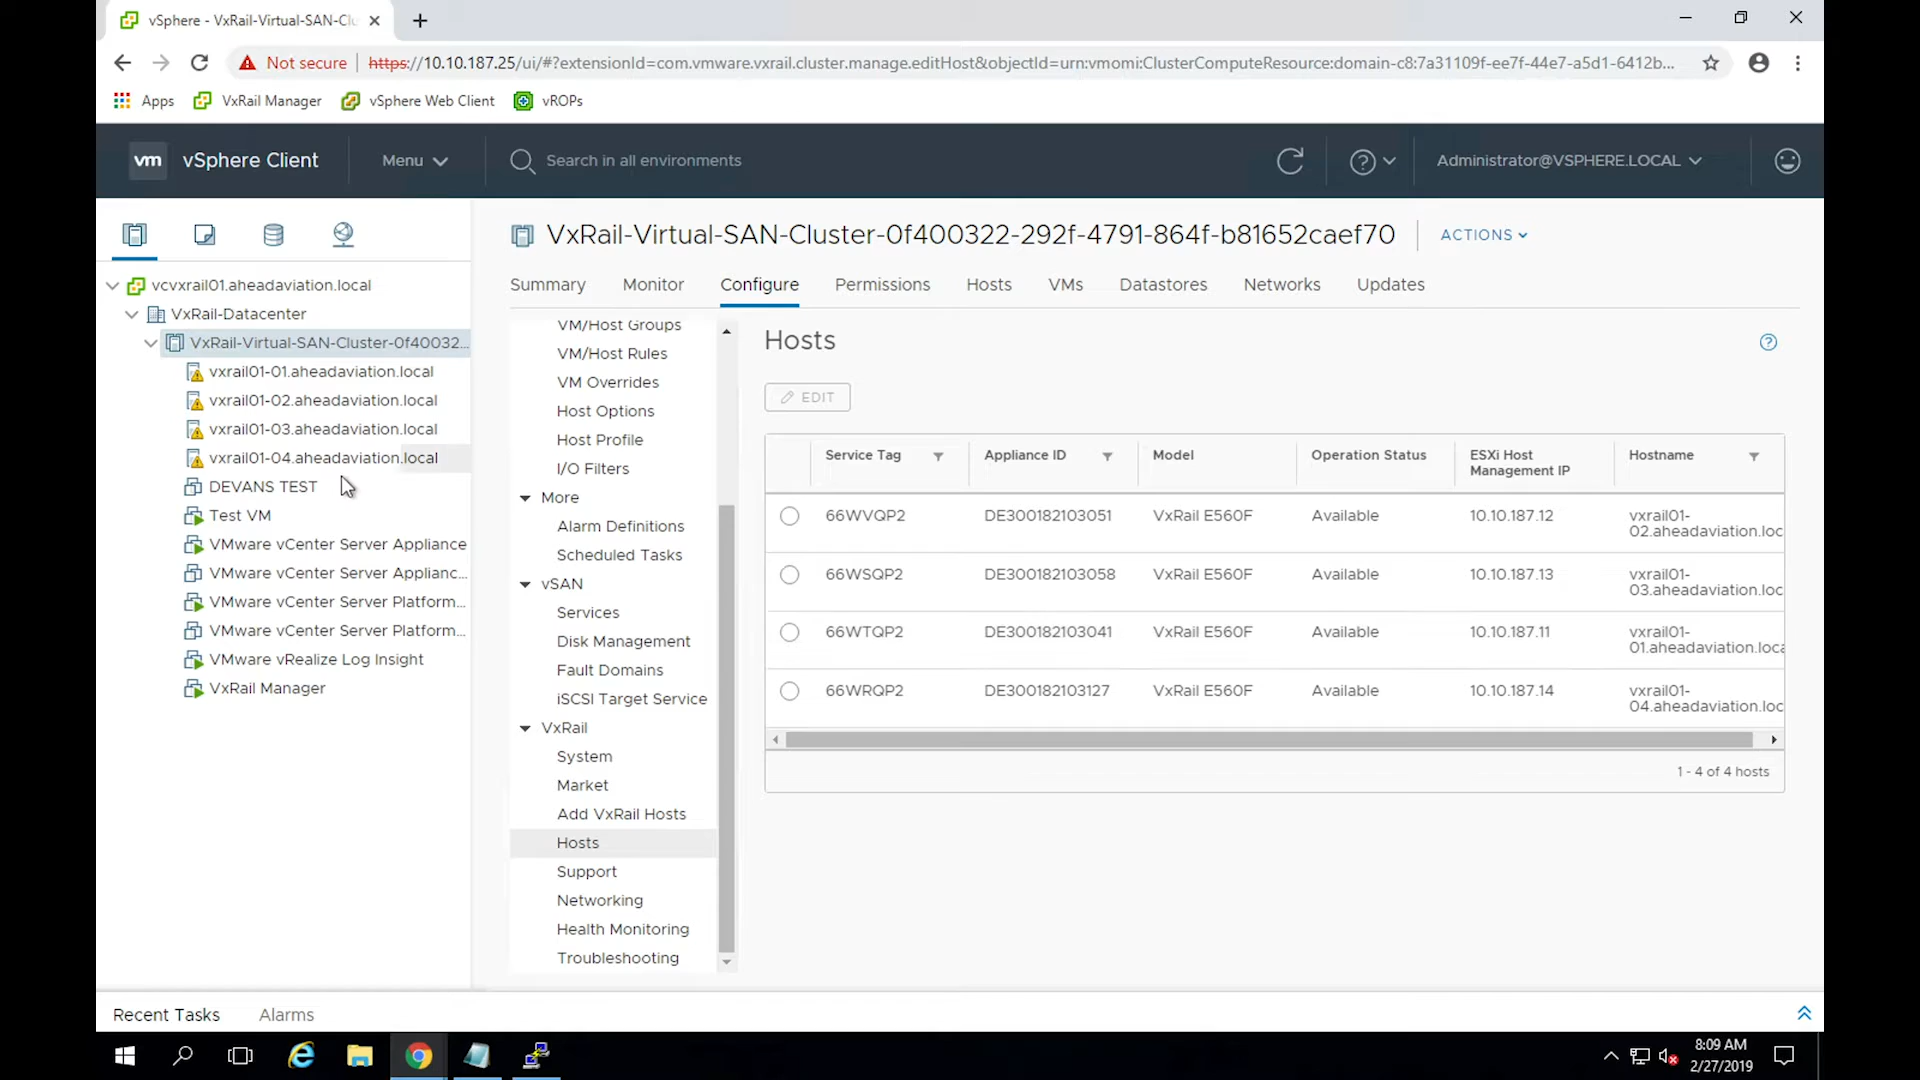 vSphere - VxRail-Virtual-SAN-Clu
Not secure
https://10.10.187.25/ui/#?extensionId=com.vmware.vxrail.cluster.manage.editHost&objectId=urn:vmomi:ClusterComputeResource:domain-c8:7a31109f-ee7f-44e7-a5d1-6412b...
Apps
VxRail Manager
vSphere Web Client
vROPs
vm
vSphere Client
Menu
Search in all environments
Administrator@VSPHERE.LOCAL
vcvxrail01.aheadaviation.local
VxRail-Datacenter
VxRail-Virtual-SAN-Cluster-0f40032...
vxrail01-01.aheadaviation.local
vxrail01-02.aheadaviation.local
vxrail01-03.aheadaviation.local
vxrail01-04.aheadaviation.local
DEVANS TEST
Test VM
VMware vCenter Server Appliance
VMware vCenter Server Applianc...
VMware vCenter Server Platform...
VMware vCenter Server Platform...
VMware vRealize Log Insight
VxRail Manager
VxRail-Virtual-SAN-Cluster-0f400322-292f-4791-864f-b81652caef70
ACTIONS
Summary
Monitor
Configure
Permissions
Hosts
VMs
Datastores
Networks
Updates
VM/Host Groups
VM/Host Rules
VM Overrides
Host Options
Host Profile
I/O Filters
More
Alarm Definitions
Scheduled Tasks
vSAN
Services
Disk Management
Fault Domains
iSCSI Target Service
VxRail
System
Market
Add VxRail Hosts
Hosts
Support
Networking
Health Monitoring
Troubleshooting
Hosts
EDIT
Service Tag
Appliance ID
Model
Operation Status
ESXi Host
Management IP
Hostname
66WVQP2
DE300182103051
VxRail E560F
Available
10.10.187.12
vxrail01-
02.aheadaviation.loc
66WSQP2
DE300182103058
VxRail E560F
Available
10.10.187.13
vxrail01-
03.aheadaviation.loc
66WTQP2
DE300182103041
VxRail E560F
Available
10.10.187.11
vxrail01-
01.aheadaviation.loca
66WRQP2
DE300182103127
VxRail E560F
Available
10.10.187.14
vxrail01-
04.aheadaviation.loc
1 - 4 of 4 hosts
Recent Tasks
Alarms
8:09 AM
2/27/2019